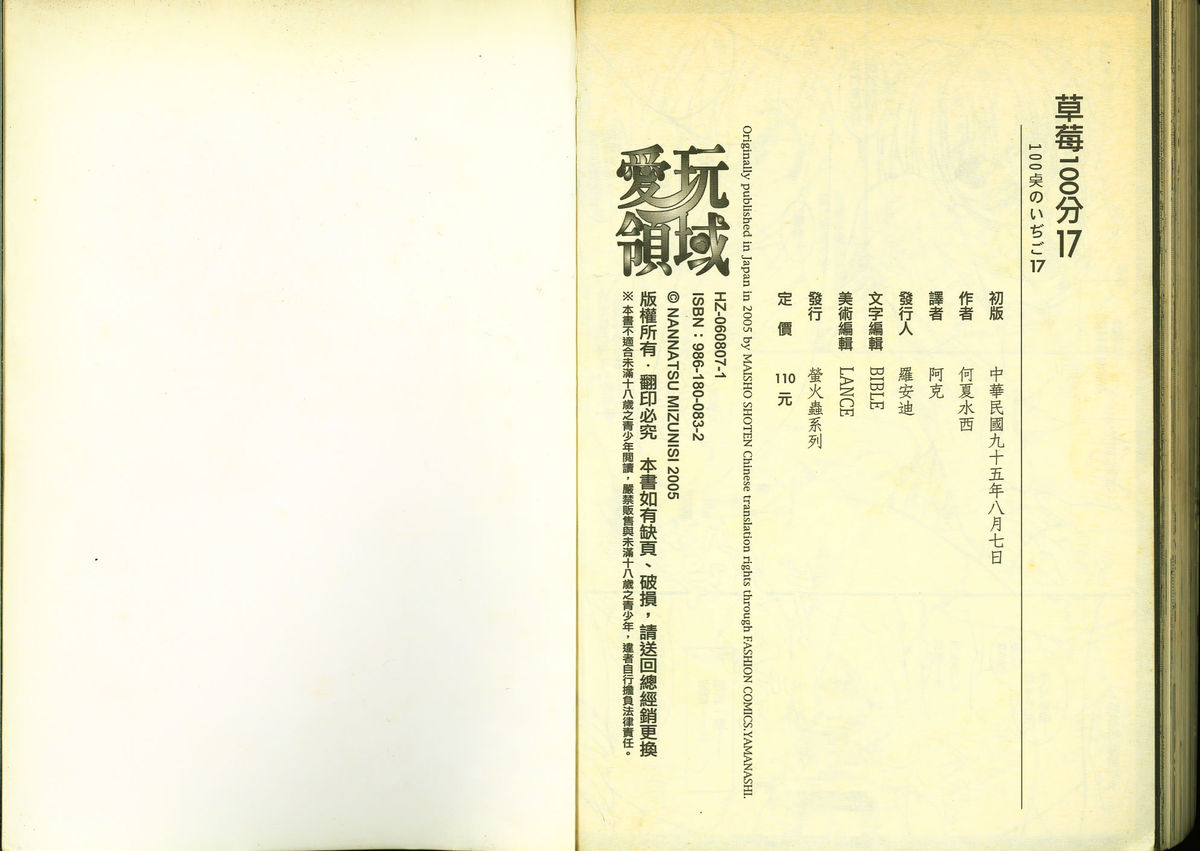 草莓100分17
100点のいぢご17
初版 中華民國九十五年八月七日
作者 何夏水西
譯者 阿克
發行人 羅安迪
文字編輯 BIBLE
美術編輯 LANCE
發行 螢火蟲系列
定價 110元
Originally published in Japan in 2005 by MAISHO SHOTEN Chinese translation rights through FASHION COMICS.YAMANASHI.
玩域
愛領
HZ-060807-1
ISBN：986-180-083-2
© NANNATSU MIZUNISI 2005
版權所有．翻印必究 本書如有缺頁、破損，請送回總經銷更換
※本書不適合未滿十八歲之青少年閱讀，嚴禁販售與未滿十八歲之青少年，違者自行擔負法律責任。